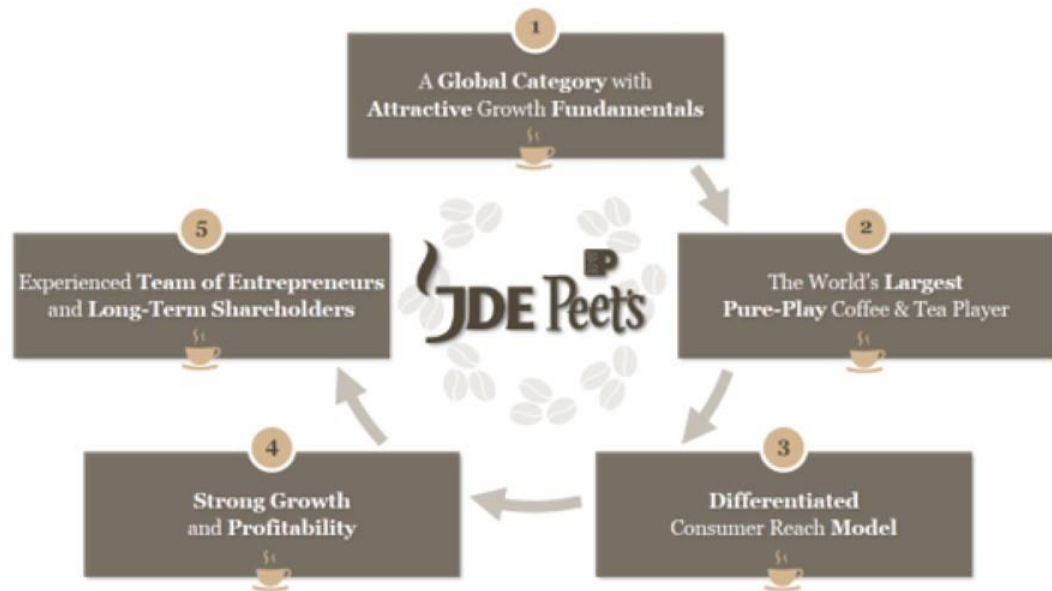 1
A Global Category with
Attractive Growth Fundamentals
2
The World's Largest
Pure-Play Coffee & Tea Player
3
Differentiated
Consumer Reach Model
4
Strong Growth
and Profitability
5
Experienced Team of Entrepreneurs
and Long-Term Shareholders
JDE Peet's